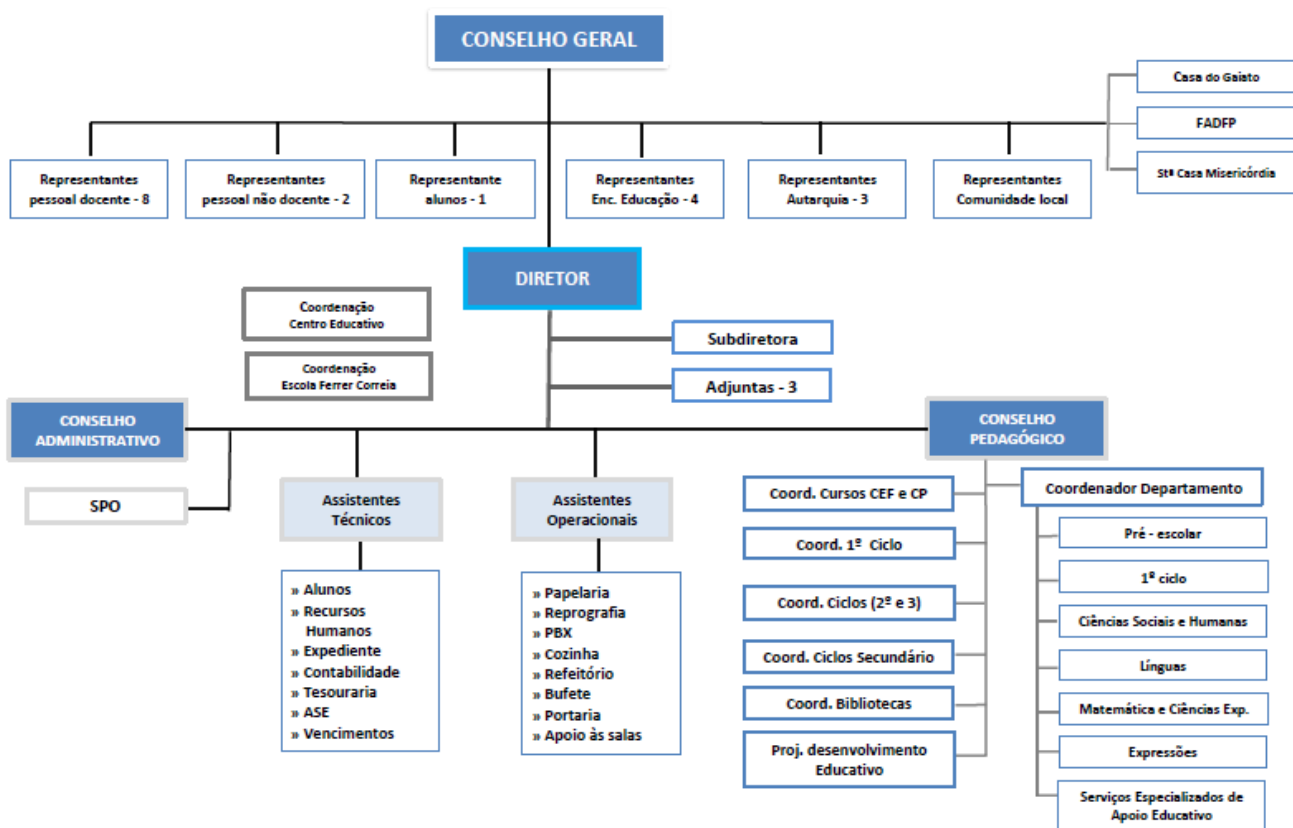 CONSELHO GERAL
Casa do Gaiato
FADFP
Stª Casa Misericórdia
Representantes
pessoal docente - 8
Representantes
pessoal não docente - 2
Representante
alunos - 1
Representantes
Enc. Educação - 4
Representantes
Autarquia - 3
Representantes
Comunidade local
DIRETOR
Coordenação
Centro Educativo
Coordenação
Escola Ferrer Correia
Subdiretora
Adjuntas - 3
CONSELHO
ADMINISTRATIVO
CONSELHO
PEDAGÓGICO
SPO
Assistentes
Técnicos
» Alunos
» Recursos
Humanos
» Expediente
» Contabilidade
» Tesouraria
» ASE
» Vencimentos
Assistentes
Operacionais
» Papelaria
» Reprografia
» PBX
» Cozinha
» Refeitório
» Bufete
» Portaria
» Apoio às salas
Coord. Cursos CEF e CP
Coord. 1º Ciclo
Coord. Ciclos (2º e 3)
Coord. Ciclos Secundário
Coord. Bibliotecas
Proj. desenvolvimento
Educativo
Coordenador Departamento
Pré - escolar
1º ciclo
Ciências Sociais e Humanas
Línguas
Matemática e Ciências Exp.
Expressões
Serviços Especializados de
Apoio Educativo